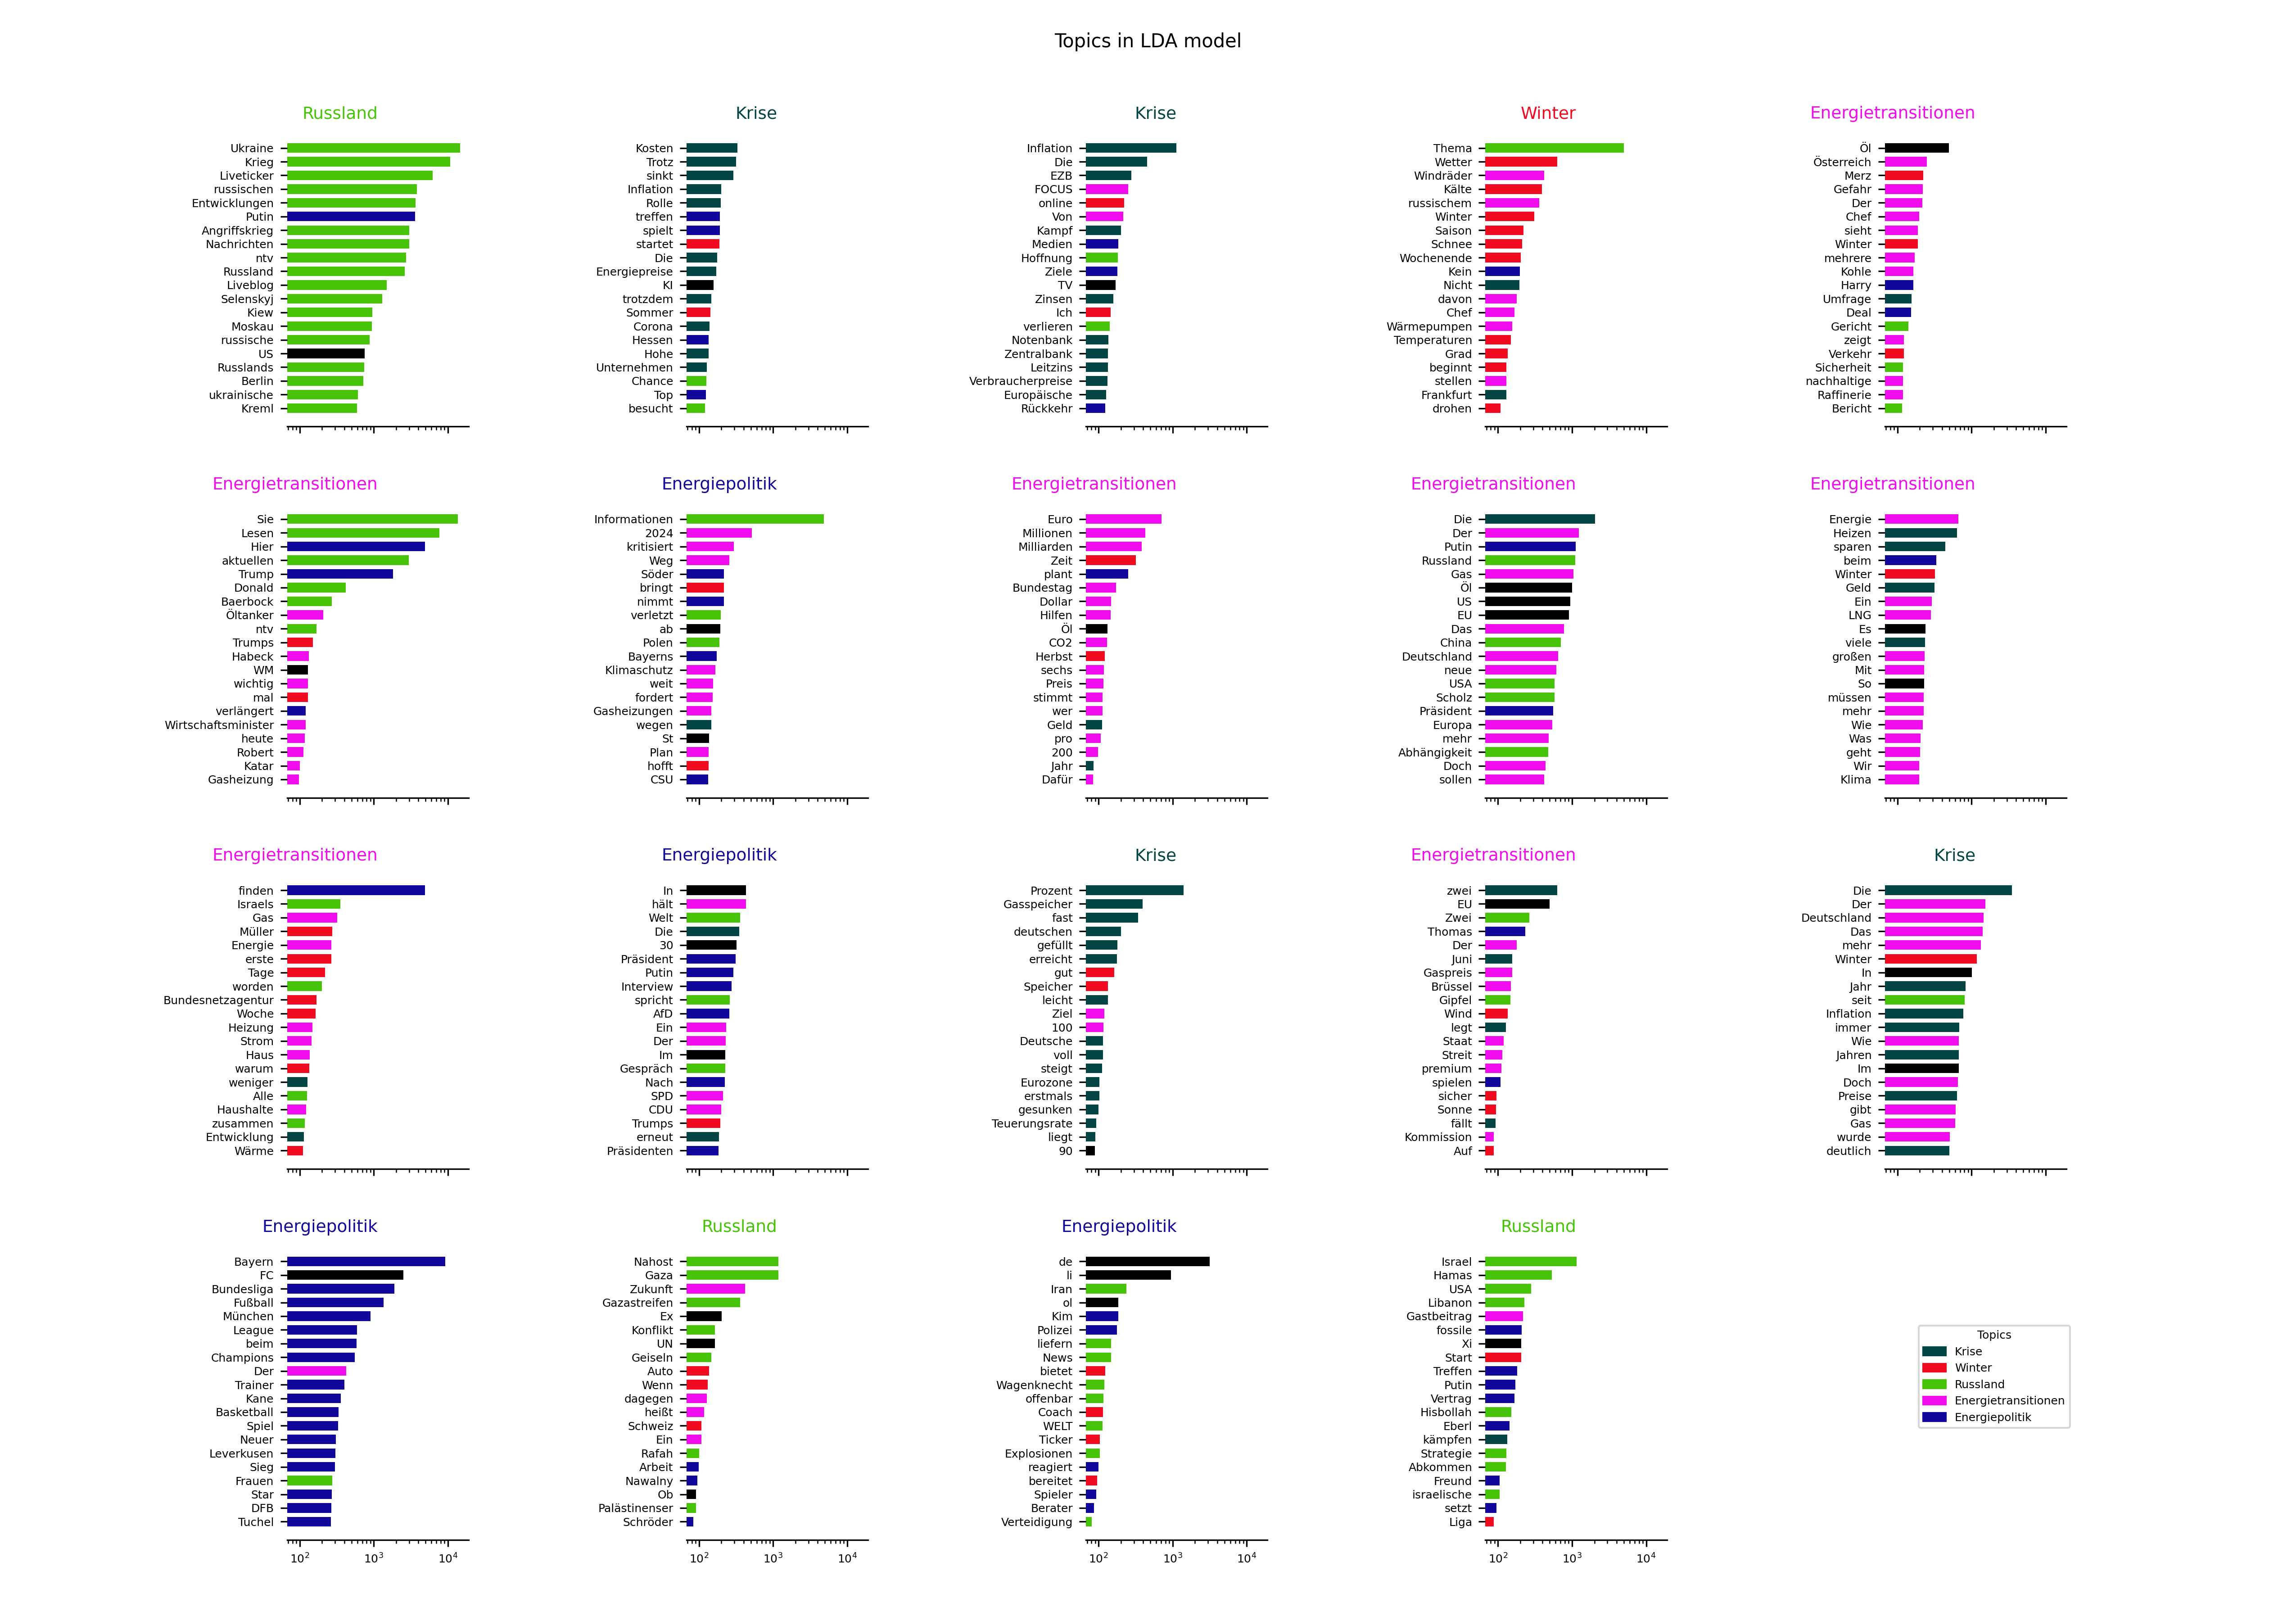 Topics in LDA model
Russland
Ukraine
Krieg
Liveticker
russischen
Entwicklungen
Putin
Angriffskrieg
Nachrichten
ntv
Russland
Liveblog
Selenskyj
Kiew
Moskau
russische
US
Russlands
Berlin
ukrainische
Kreml
Krise
Kosten
Trotz
sinkt
Inflation
Rolle
treffen
spielt
startet
Die
Energiepreise
KI
trotzdem
Sommer
Corona
Hessen
Hohe
Unternehmen
Chance
Top
besucht
Krise
Inflation
Die
EZB
FOCUS
online
Von
Kampf
Medien
Hoffnung
Ziele
TV
Zinsen
Ich
verlieren
Notenbank
Zentralbank
Leitzins
Verbraucherpreise
Europäische
Rückkehr
Winter
Thema
Wetter
Windräder
Kälte
russischem
Winter
Saison
Schnee
Wochenende
Kein
Nicht
davon
Chef
Wärmepumpen
Temperaturen
Grad
beginnt
stellen
Frankfurt
drohen
Energietransitionen
Öl
Österreich
Merz
Gefahr
Der
Chef
sieht
Winter
mehrere
Kohle
Harry
Umfrage
Deal
Gericht
zeigt
Verkehr
Sicherheit
nachhaltige
Raffinerie
Bericht
Energietransitionen
Sie
Lesen
Hier
aktuellen
Trump
Donald
Baerbock
Öltanker
ntv
Trumps
Habeck
WM
wichtig
mal
verlängert
Wirtschaftsminister
heute
Robert
Katar
Gasheizung
Energiepolitik
Informationen
2024
kritisiert
Weg
Söder
bringt
nimmt
verletzt
ab
Polen
Bayerns
Klimaschutz
weit
fordert
Gasheizungen
wegen
St
Plan
hofft
CSU
Energietransitionen
Euro
Millionen
Milliarden
Zeit
plant
Bundestag
Dollar
Hilfen
Öl
CO2
Herbst
sechs
Preis
stimmt
wer
Geld
pro
200
Jahr
Dafür
Energietransitionen
Die
Der
Putin
Russland
Gas
Öl
US
EU
Das
China
Deutschland
neue
USA
Scholz
Präsident
Europa
mehr
Abhängigkeit
Doch
sollen
Energietransitionen
Energie
Heizen
sparen
beim
Winter
Geld
Ein
LNG
Es
viele
großen
Mit
So
müssen
mehr
Wie
Was
geht
Wir
Klima
Energietransitionen
finden
Israels
Gas
Müller
Energie
erste
Tage
worden
Bundesnetzagentur
Woche
Heizung
Strom
Haus
warum
weniger
Alle
Haushalte
zusammen
Entwicklung
Wärme
Energiepolitik
In
hält
Welt
Die
30
Präsident
Putin
Interview
spricht
AfD
Ein
Der
Im
Gespräch
Nach
SPD
CDU
Trumps
erneut
Präsidenten
Krise
Prozent
Gasspeicher
fast
deutschen
gefüllt
erreicht
gut
Speicher
leicht
Ziel
100
Deutsche
voll
steigt
Eurozone
erstmals
gesunken
Teuerungsrate
liegt
90
Energietransitionen
zwei
EU
Zwei
Thomas
Der
Juni
Gaspreis
Brüssel
Gipfel
Wind
legt
Staat
Streit
premium
spielen
sicher
Sonne
fällt
Kommission
Auf
Krise
Die
Der
Deutschland
Das
mehr
Winter
In
Jahr
seit
Inflation
immer
Wie
Jahren
Im
Doch
Preise
gibt
Gas
wurde
deutlich
Energiepolitik
Bayern
FC
Bundesliga
Fußball
München
League
beim
Champions
Der
Trainer
Kane
Basketball
Spiel
Neuer
Leverkusen
Sieg
Frauen
Star
DFB
Tuchel
10² 10³ 10⁴
Russland
Nahost
Gaza
Zukunft
Gazastreifen
Ex
Konflikt
UN
Geiseln
Auto
Wenn
dagegen
heißt
Schweiz
Ein
Rafah
Arbeit
Nawalny
Ob
Palästinenser
Schröder
10² 10³ 10⁴
Energiepolitik
de
li
Iran
ol
Kim
Polizei
liefern
News
bietet
Wagenknecht
offenbar
Coach
WELT
Ticker
Explosionen
reagiert
bereitet
Spieler
Berater
Verteidigung
10² 10³ 10⁴
Russland
Israel
Hamas
USA
Libanon
Gastbeitrag
fossile
Xi
Start
Treffen
Putin
Vertrag
Hisbollah
Eberl
kämpfen
Strategie
Abkommen
Freund
israelische
setzt
Liga
10² 10³ 10⁴
Topics
Krise
Winter
Russland
Energietransitionen
Energiepolitik